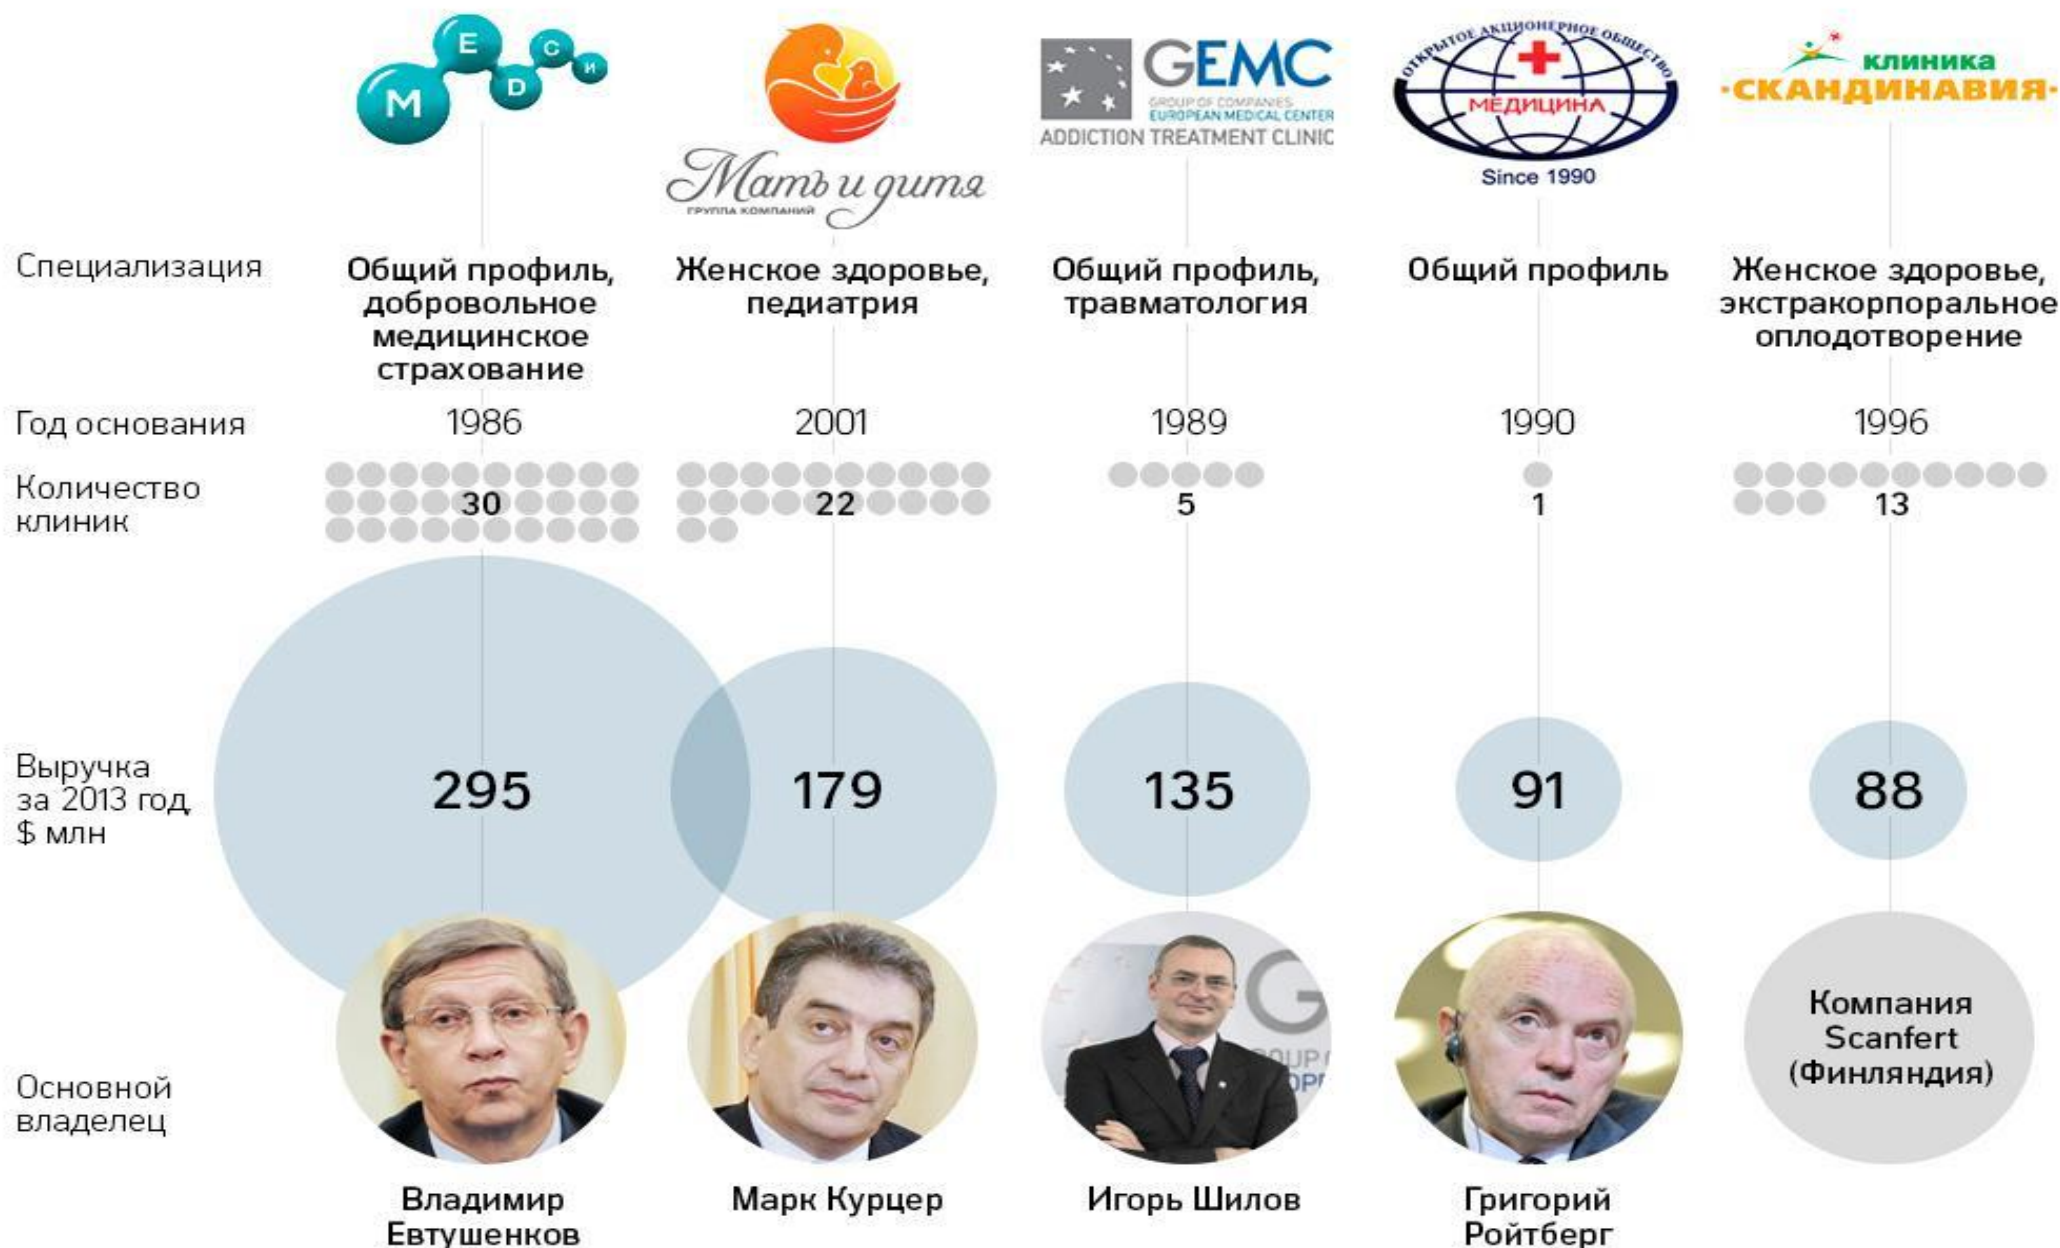 MEDСИ
Мать и дитя
ГРУППА КОМПАНИЙ
GEMC
GROUP OF COMPANIES
EUROPEAN MEDICAL CENTER
ADDICTION TREATMENT CLINIC
ОТКРЫТОЕ АКЦИОНЕРНОЕ ОБЩЕСТВО
МЕДИЦИНА
Since 1990
КЛИНИКА
·СКАНДИНАВИЯ·
Специализация
Общий профиль,
добровольное
медицинское
страхование
Женское здоровье,
педиатрия
Общий профиль,
травматология
Общий профиль
Женское здоровье,
экстракорпоральное
оплодотворение
Год основания
1986
2001
1989
1990
1996
Количество
клиник
30
22
5
1
13
Выручка
за 2013 год,
$ млн
295
179
135
91
88
Основной
владелец
G
OUP
OPE
Компания
Scanfert
(Финляндия)
Владимир
Евтушенков
Марк Курцер
Игорь Шилов
Григорий
Ройтберг